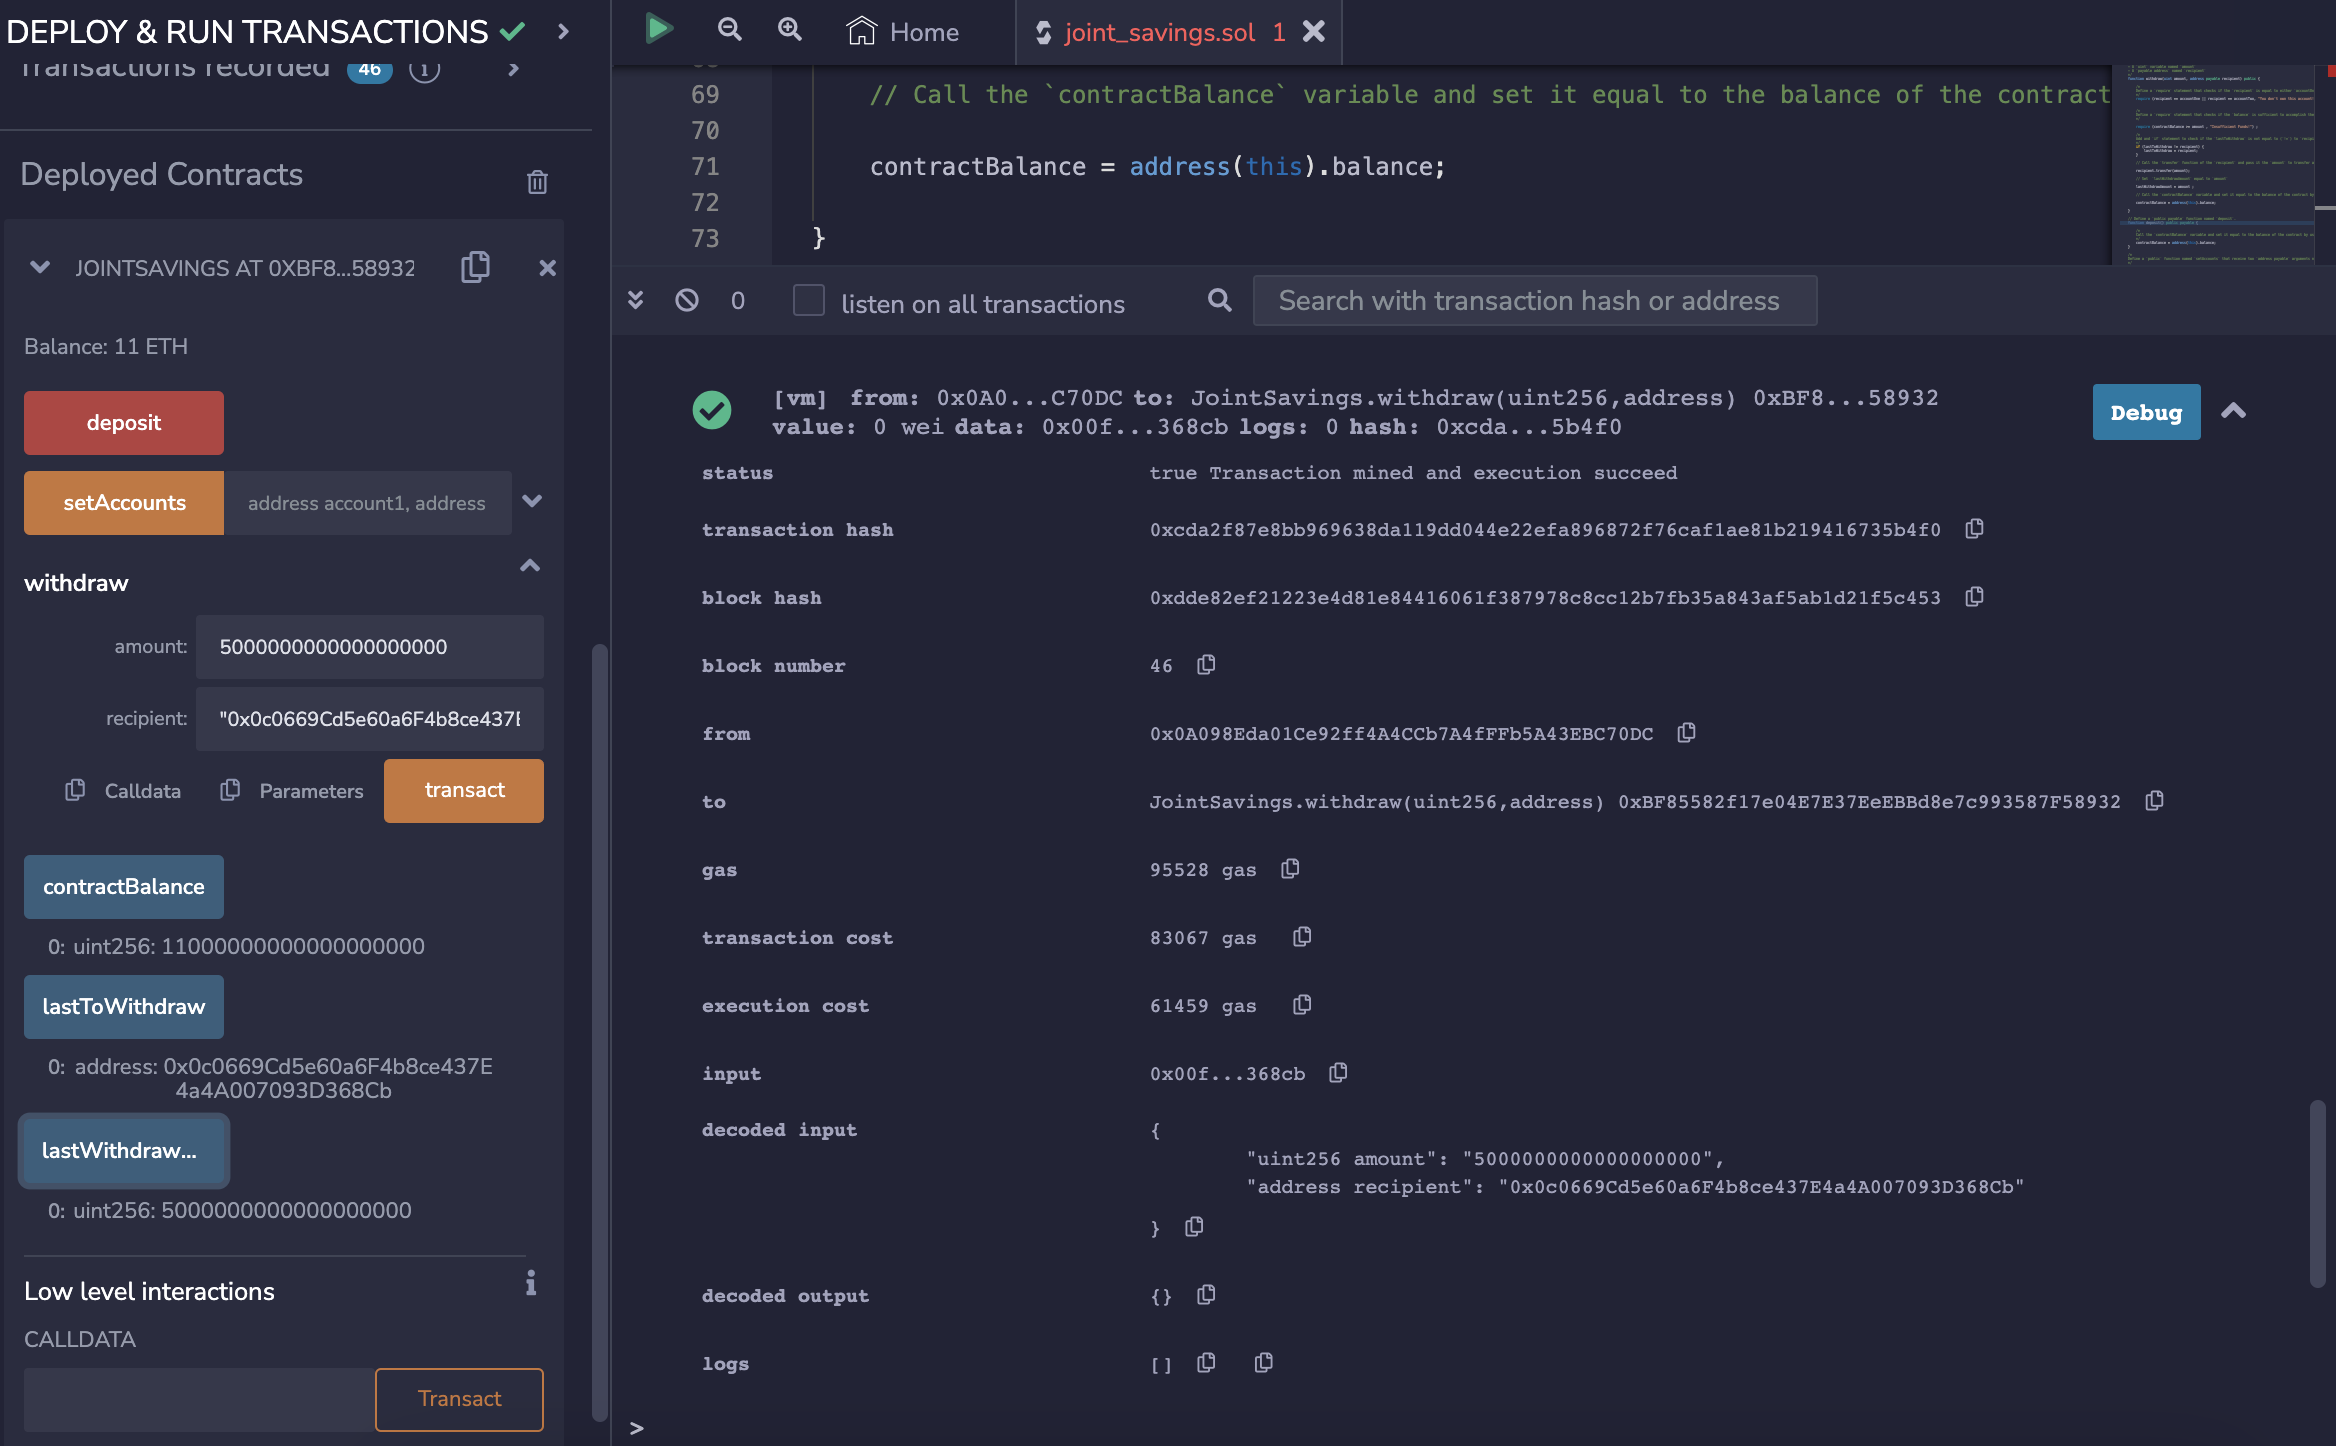 DEPLOY & RUN TRANSACTIONS
Transactions recorded 46
Deployed Contracts
JOINTSAVINGS AT 0XBF8...58932
Balance: 11 ETH
deposit
setAccounts address account1, address
withdraw
amount: 5000000000000000000
recipient: "0x0c0669Cd5e60a6F4b8ce437E
Calldata Parameters transact
contractBalance
0: uint256: 11000000000000000000
lastToWithdraw
0: address: 0x0c0669Cd5e60a6F4b8ce437E
4a4A007093D368Cb
lastWithdraw...
0: uint256: 5000000000000000000
Low level interactions
CALLDATA
Transact
Home
joint_savings.sol 1
69 // Call the `contractBalance` variable and set it equal to the balance of the contract
70
71 contractBalance = address(this).balance;
72
73 }
0 listen on all transactions Search with transaction hash or address
[vm] from: 0x0A0...C70DC to: JointSavings.withdraw(uint256,address) 0xBF8...58932
value: 0 wei data: 0x00f...368cb logs: 0 hash: 0xcda...5b4f0
Debug
status true Transaction mined and execution succeed
transaction hash 0xcda2f87e8bb969638da119dd044e22efa896872f76caf1ae81b219416735b4f0
block hash 0xdde82ef21223e4d81e84416061f387978c8cc12b7fb35a843af5ab1d21f5c453
block number 46
from 0x0A098Eda01Ce92ff4A4CCb7A4fFFb5A43EBC70DC
to JointSavings.withdraw(uint256,address) 0xBF85582f17e04E7E37EeEBBd8e7c993587F58932
gas 95528 gas
transaction cost 83067 gas
execution cost 61459 gas
input 0x00f...368cb
decoded input {
"uint256 amount": "5000000000000000000",
"address recipient": "0x0c0669Cd5e60a6F4b8ce437E4a4A007093D368Cb"
}
decoded output {}
logs []
>